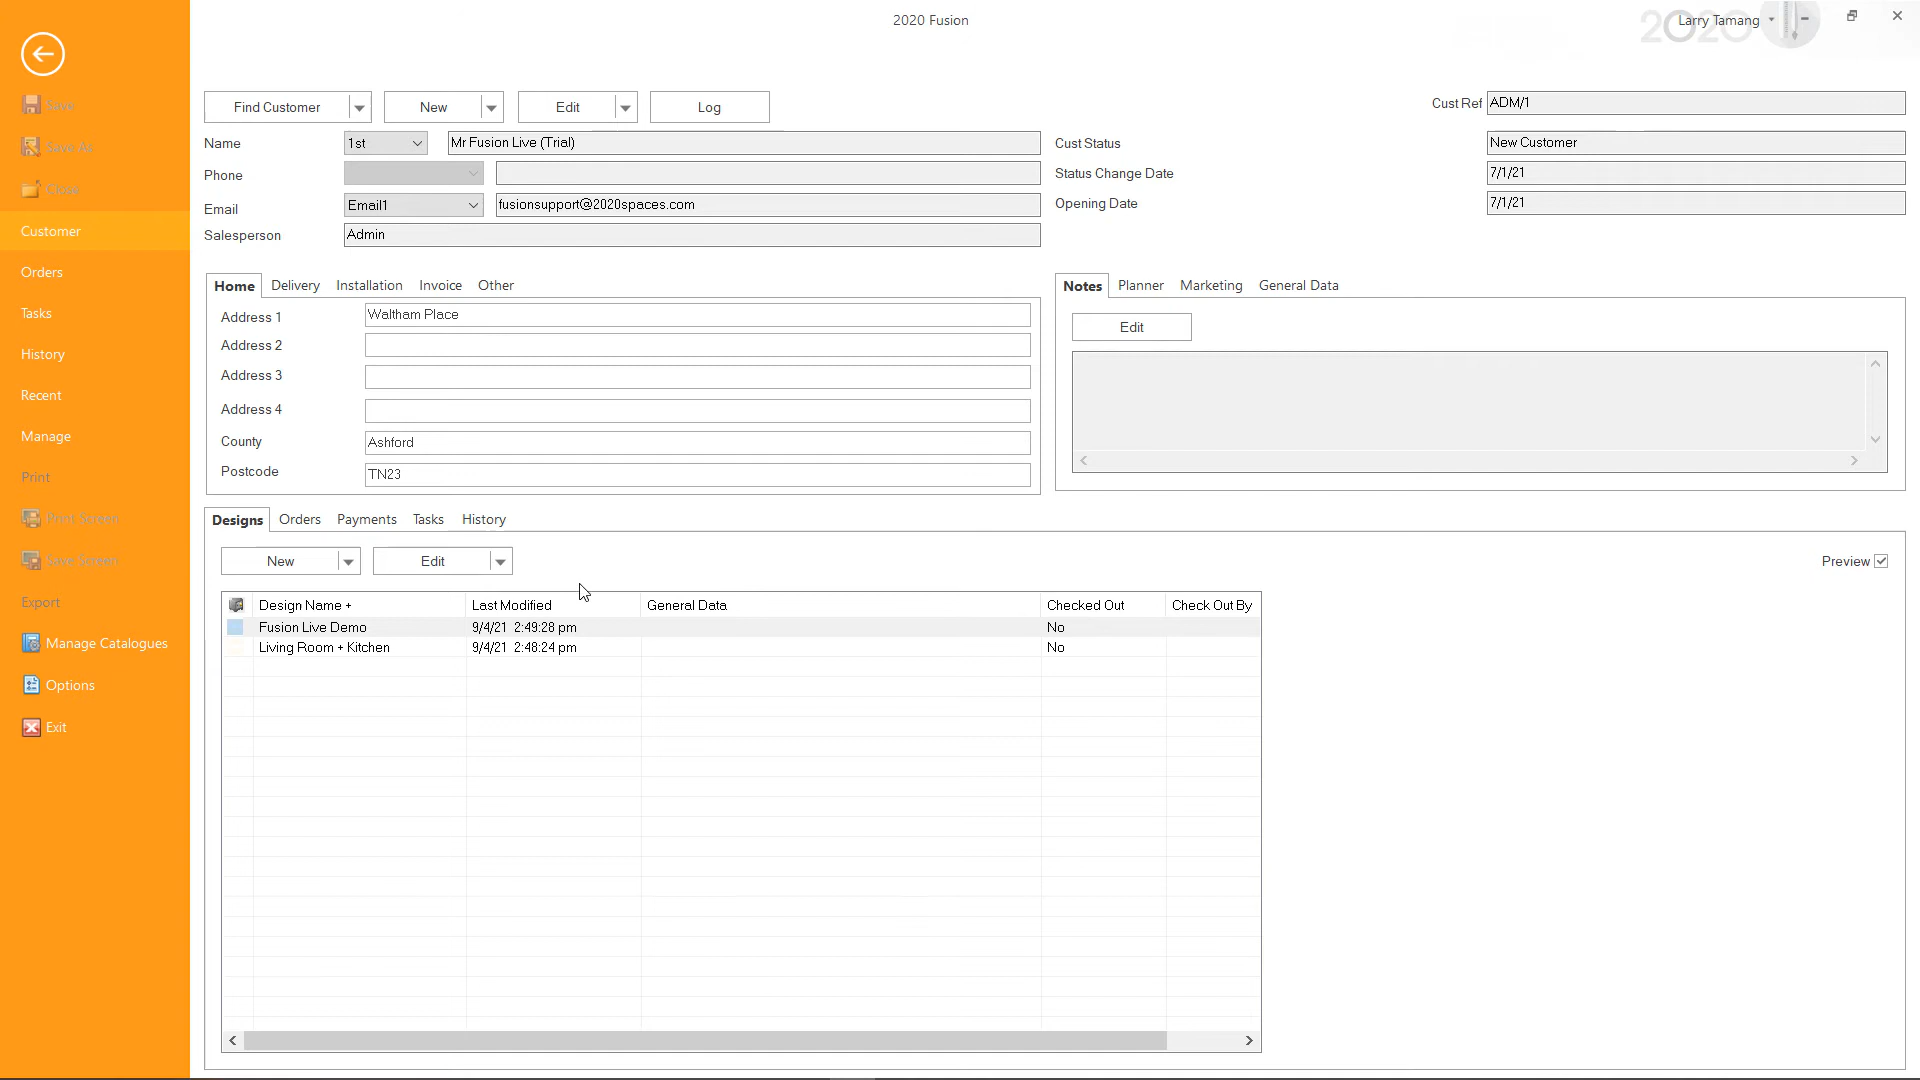 2020 Fusion
2020
Larry Tamang
Save
Save As
Close
Customer
Orders
Tasks
History
Recent
Manage
Print
Print Screen
Save Screen
Export
Manage Catalogues
Options
Exit
Find Customer New Edit Log
Cust Ref ADM/1
Name 1st Mr Fusion Live (Trial)
Phone
Email Email1 fusionsupport@2020spaces.com
Salesperson Admin
Cust Status New Customer
Status Change Date 7/1/21
Opening Date 7/1/21
Home Delivery Installation Invoice Other
Address 1 Waltham Place
Address 2
Address 3
Address 4
County Ashford
Postcode TN23
Notes Planner Marketing General Data
Edit
Designs Orders Payments Tasks History
New Edit
Preview
Design Name + Last Modified General Data Checked Out Check Out By
Fusion Live Demo 9/4/21 2:49:28 pm No
Living Room + Kitchen 9/4/21 2:48:24 pm No